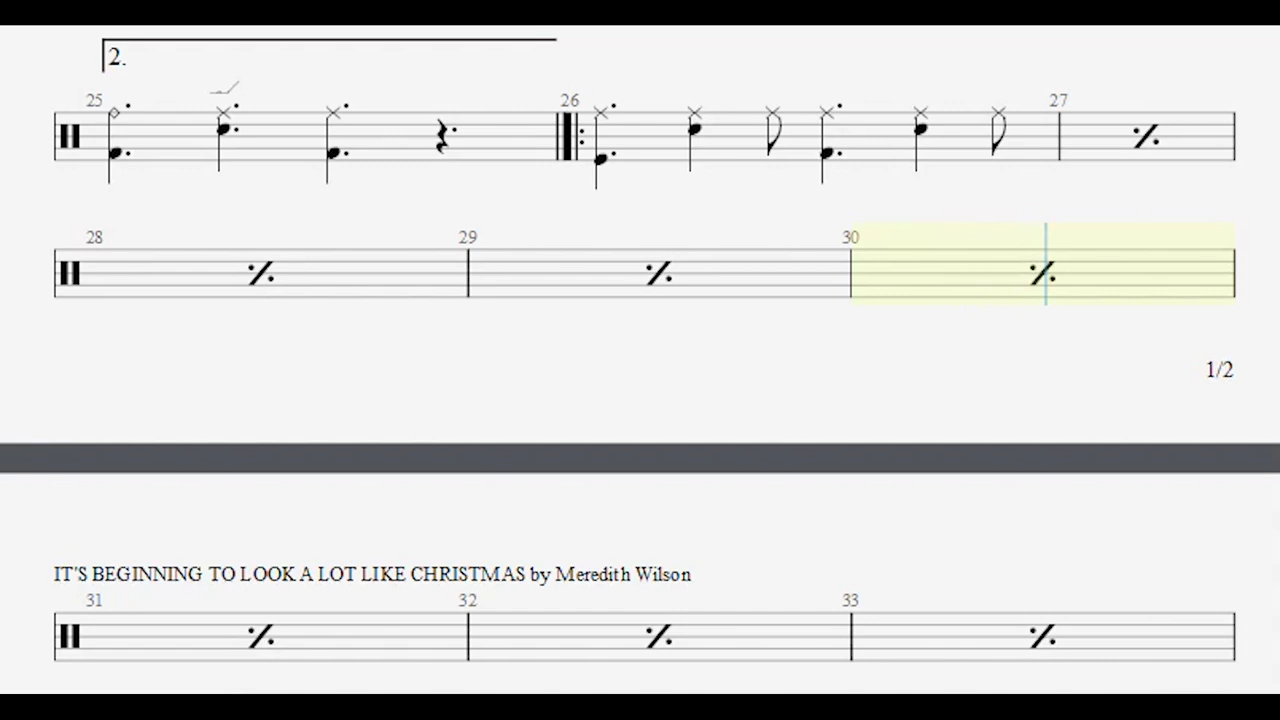 2.
25 26 27
28 29 30
1/2
IT'S BEGINNING TO LOOK A LOT LIKE CHRISTMAS by Meredith Wilson
31 32 33